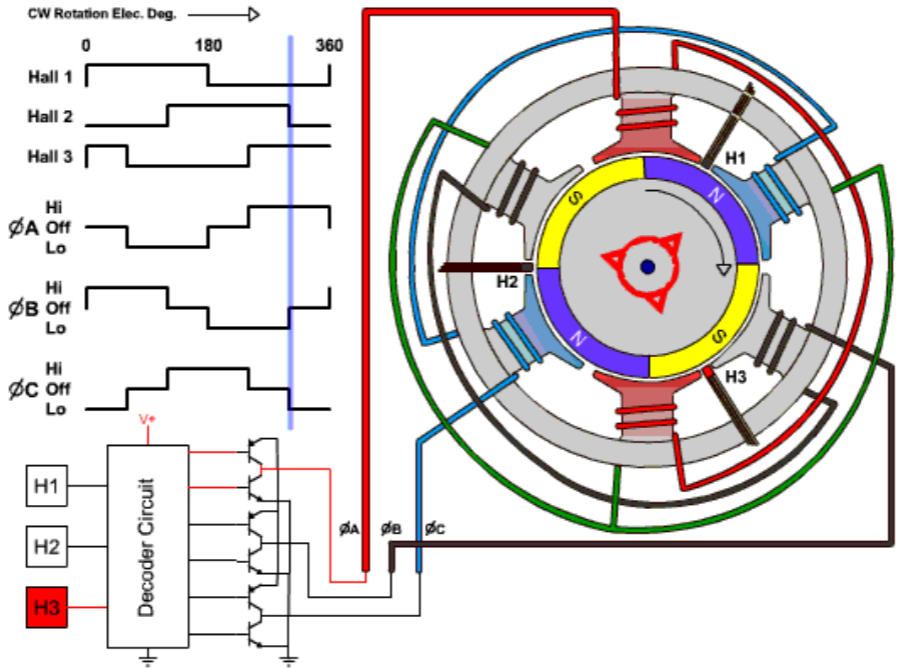 CW Rotation Elec. Deg.
0 180 360
Hall 1
Hall 2
Hall 3
Hi
ØA Off
Lo
Hi
ØB Off
Lo
Hi
ØC Off
Lo
V+
H1
H2
H3
Decoder Circuit
ØA ØB ØC
H1
H2
H3
S
N
N
S